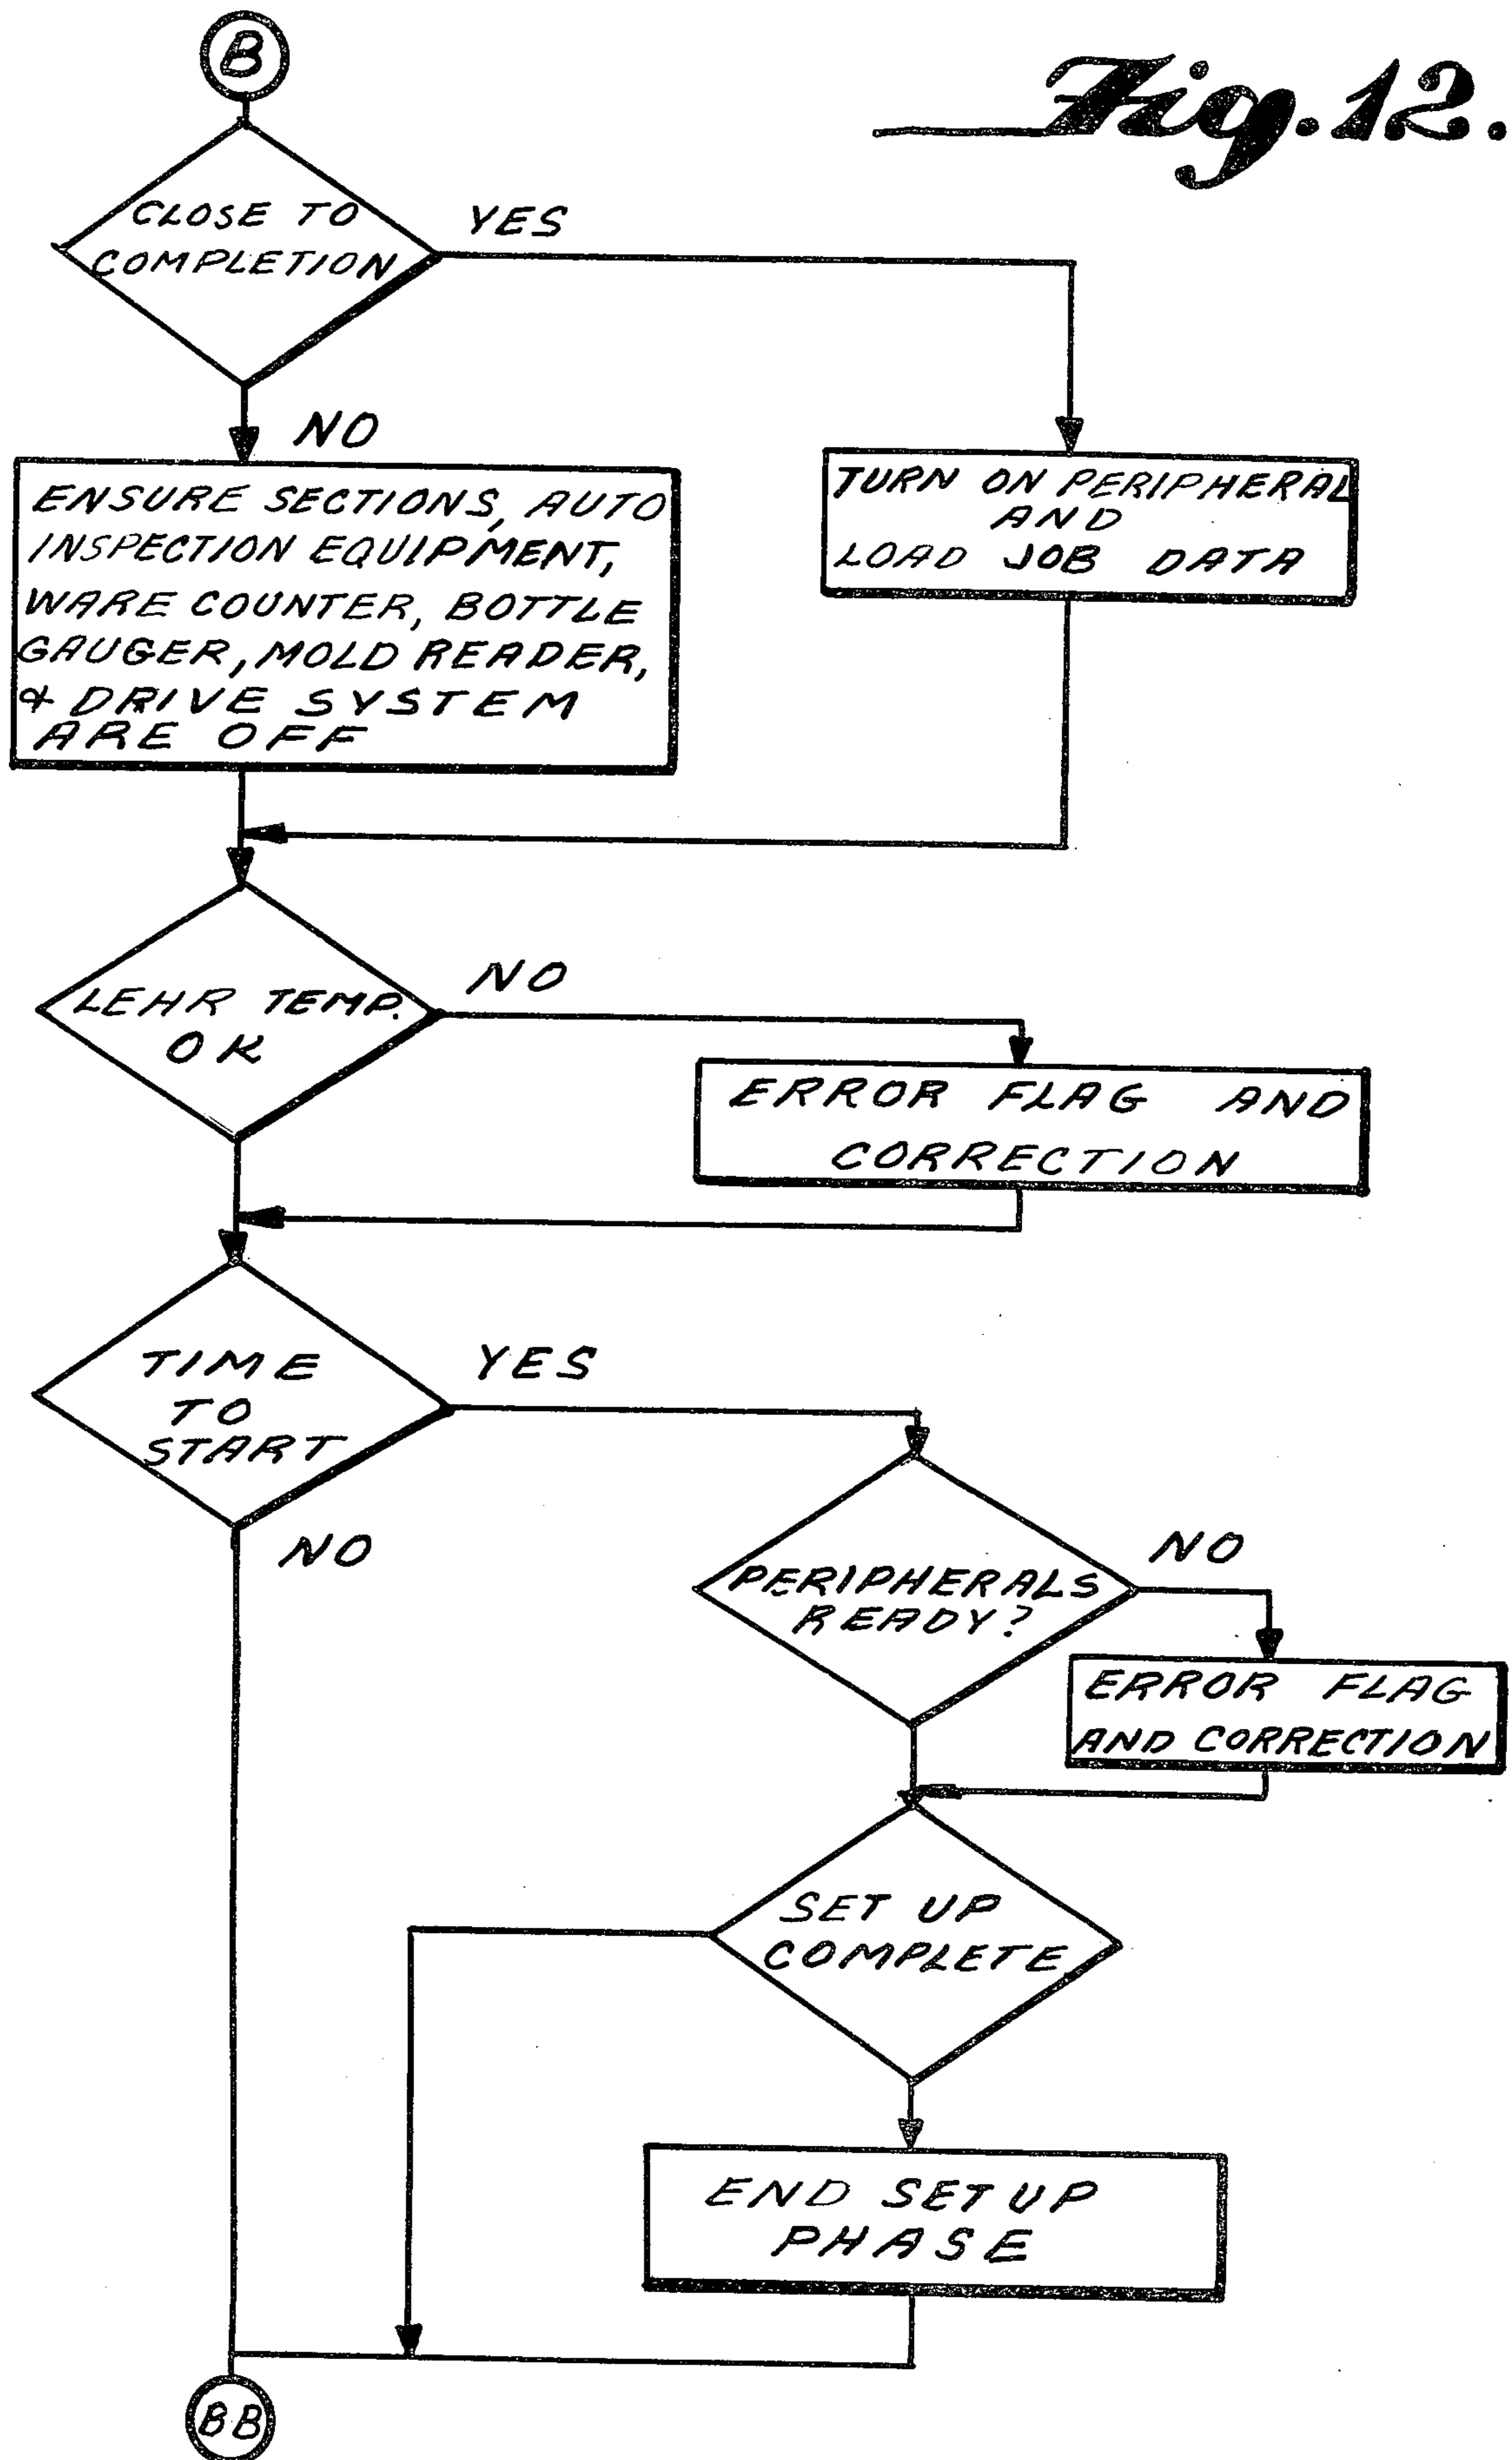 B
Fig. 12.
CLOSE TO
COMPLETION
YES
NO
ENSURE SECTIONS, AUTO
INSPECTION EQUIPMENT,
WARE COUNTER, BOTTLE
GAUGER, MOLD READER,
& DRIVE SYSTEM
ARE OFF
TURN ON PERIPHERAL
AND
LOAD JOB DATA
LEHR TEMP.
OK
NO
ERROR FLAG AND
CORRECTION
TIME
TO
START
YES
NO
PERIPHERALS
READY?
NO
ERROR FLAG
AND CORRECTION
SET UP
COMPLETE
END SET UP
PHASE
BB